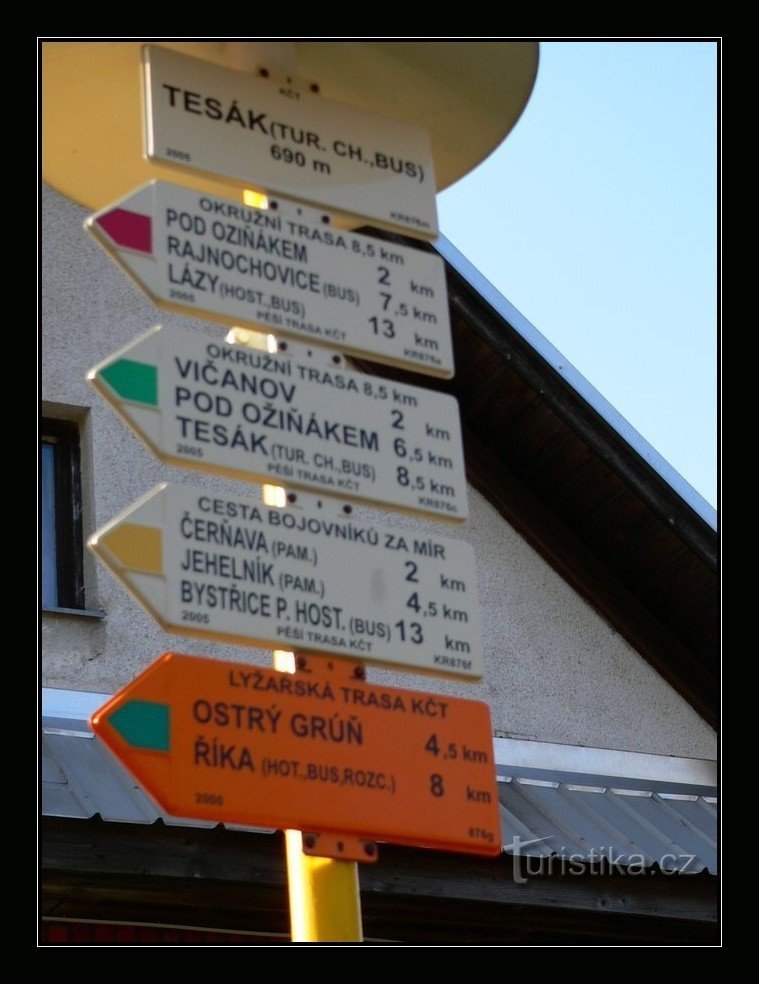 KČT
TESÁK (TUR. CH.,BUS)
690 m
2005 KR876m
OKRUŽNÍ TRASA 8,5 km
POD OZIŇÁKEM 2 km
RAJNOCHOVICE (BUS) 7,5 km
LÁZY (HOST.,BUS) 13 km
2005 PĚŠÍ TRASA KČT
OKRUŽNÍ TRASA 8,5 km
VIČANOV 2 km
POD OŽIŇÁKEM 6,5 km
TESÁK (TUR. CH.,BUS) 8,5 km
2005 PĚŠÍ TRASA KČT
CESTA BOJOVNÍKŮ ZA MÍR
ČERŇAVA (PAM.) 2 km
JEHELNÍK (PAM.) 4,5 km
BYSTŘICE P. HOST. (BUS) 13 km
2005 PĚŠÍ TRASA KČT KR876f
LYŽAŘSKÁ TRASA KČT
OSTRÝ GRÚŇ 4,5 km
ŘÍKA (HOT.,BUS,ROZC.) 8 km
876g
turistika.cz